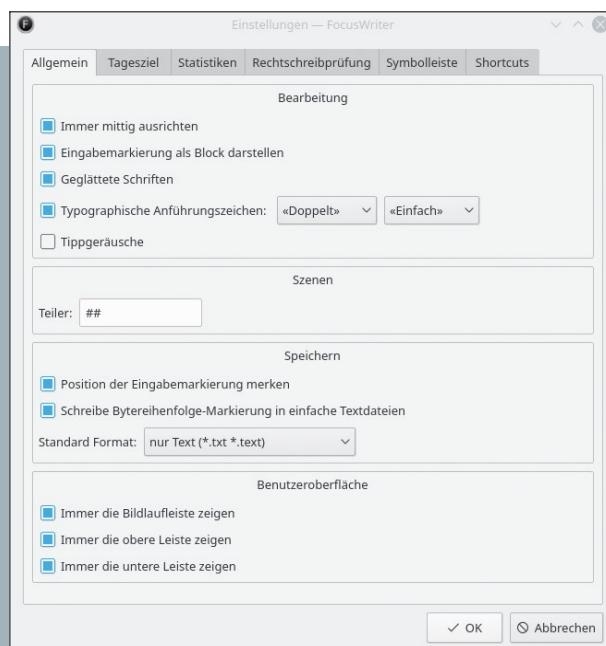 Einstellungen — FocusWriter
Allgemein Tagesziel Statistiken Rechtschreibprüfung Symbolleiste Shortcuts
Bearbeitung
Immer mittig ausrichten
Eingabemarkierung als Block darstellen
Geglättete Schriften
Typographische Anführungszeichen: «Doppelt» «Einfach»
Tippgeräusche
Szenen
Teiler: ##
Speichern
Position der Eingabemarkierung merken
Schreibe Bytereihenfolge-Markierung in einfache Textdateien
Standard Format: nur Text (*.txt *.text)
Benutzeroberfläche
Immer die Bildlaufleiste zeigen
Immer die obere Leiste zeigen
Immer die untere Leiste zeigen
OK Abbrechen